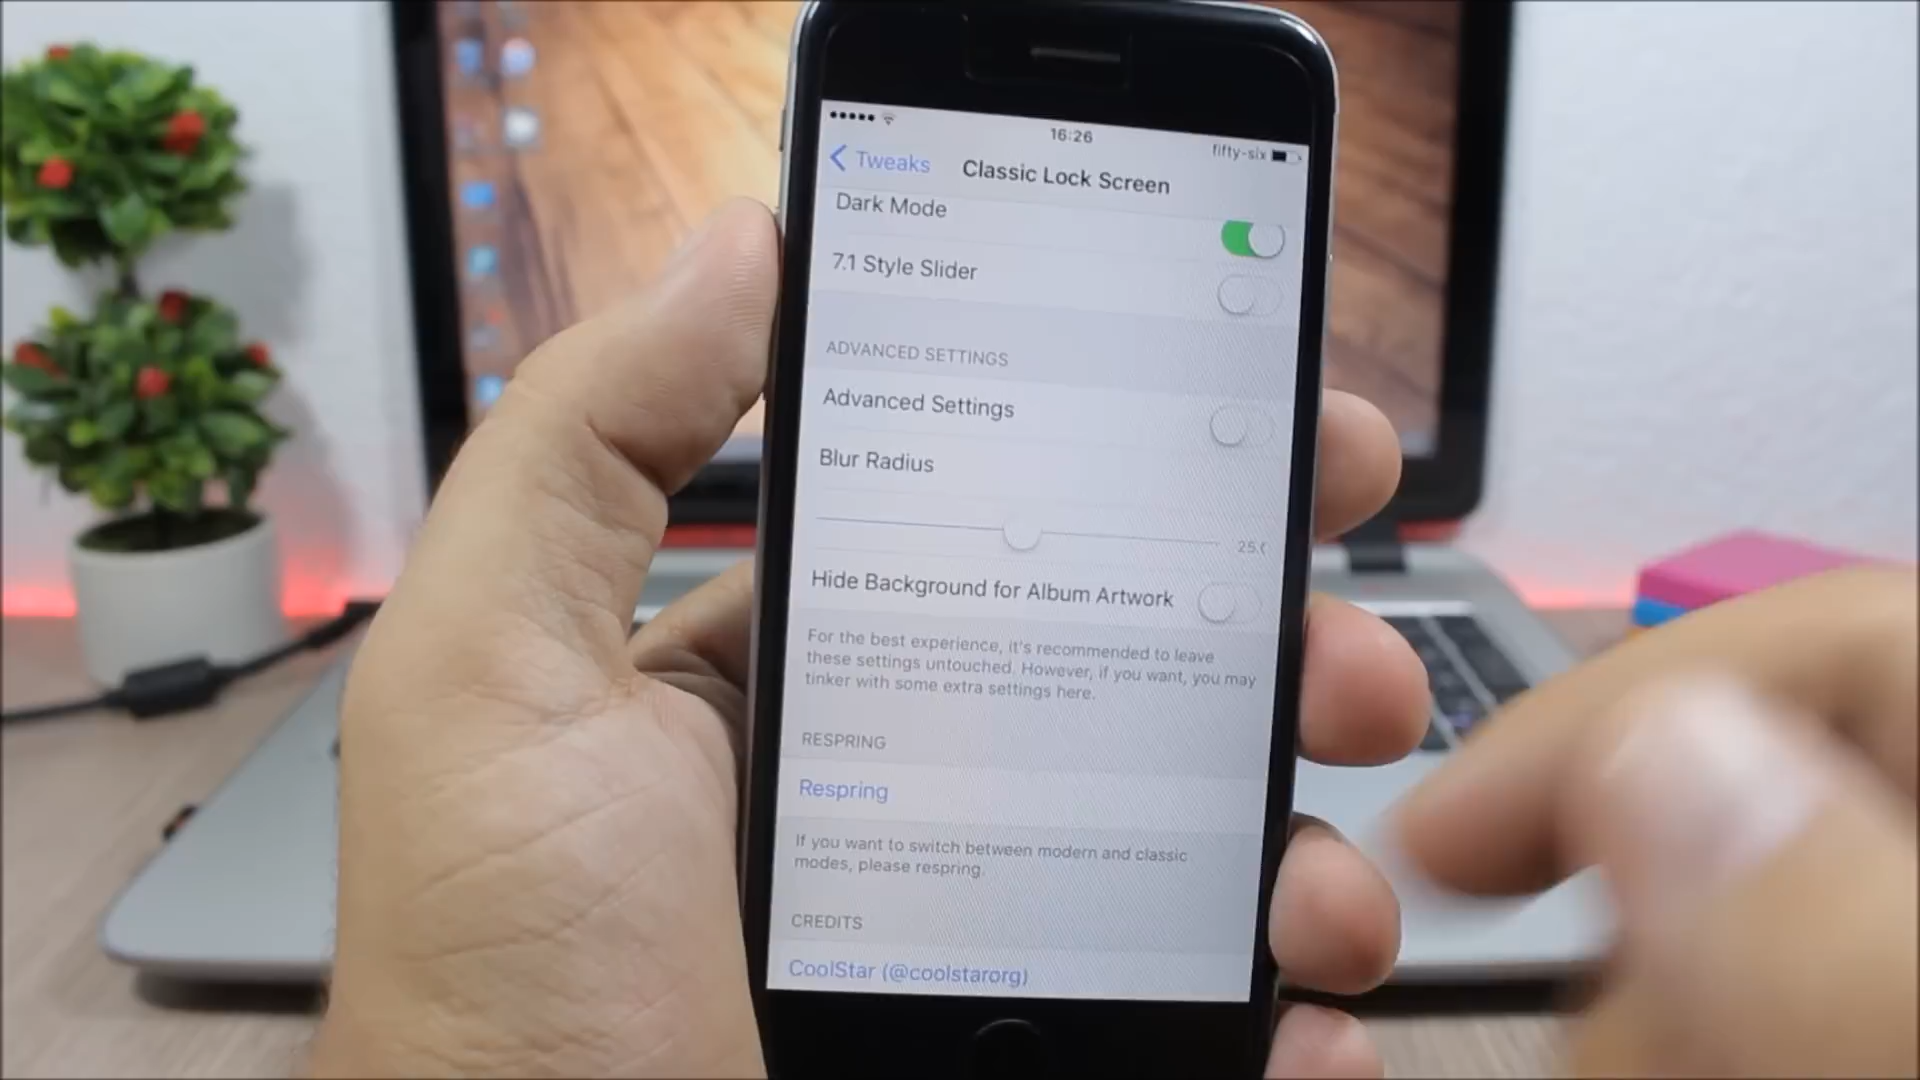 16:26
fifty-six
Tweaks
Classic Lock Screen
Dark Mode
7.1 Style Slider
ADVANCED SETTINGS
Advanced Settings
Blur Radius
Hide Background for Album Artwork
For the best experience, it's recommended to leave
these settings untouched. However, if you want, you may
tinker with some extra settings here.
RESPRING
Respring
If you want to switch between modern and classic
modes, please respring.
CREDITS
CoolStar (@coolstarorg)